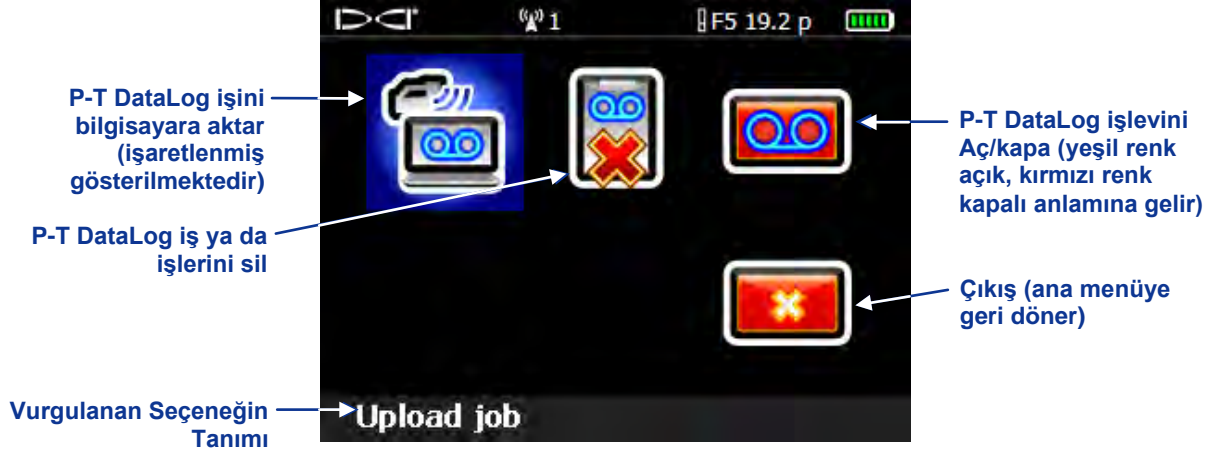 DCI
1
F5 19.2 p
P-T DataLog işini
bilgisayara aktar
(işaretlenmiş
gösterilmektedir)
P-T DataLog iş ya da
işlerini sil
P-T DataLog işlevini
Aç/kapa (yeşil renk
açık, kırmızı renk
kapalı anlamına gelir)
Çıkış (ana menüye
geri döner)
Vurgulanan Seçeneğin
Tanımı
Upload job